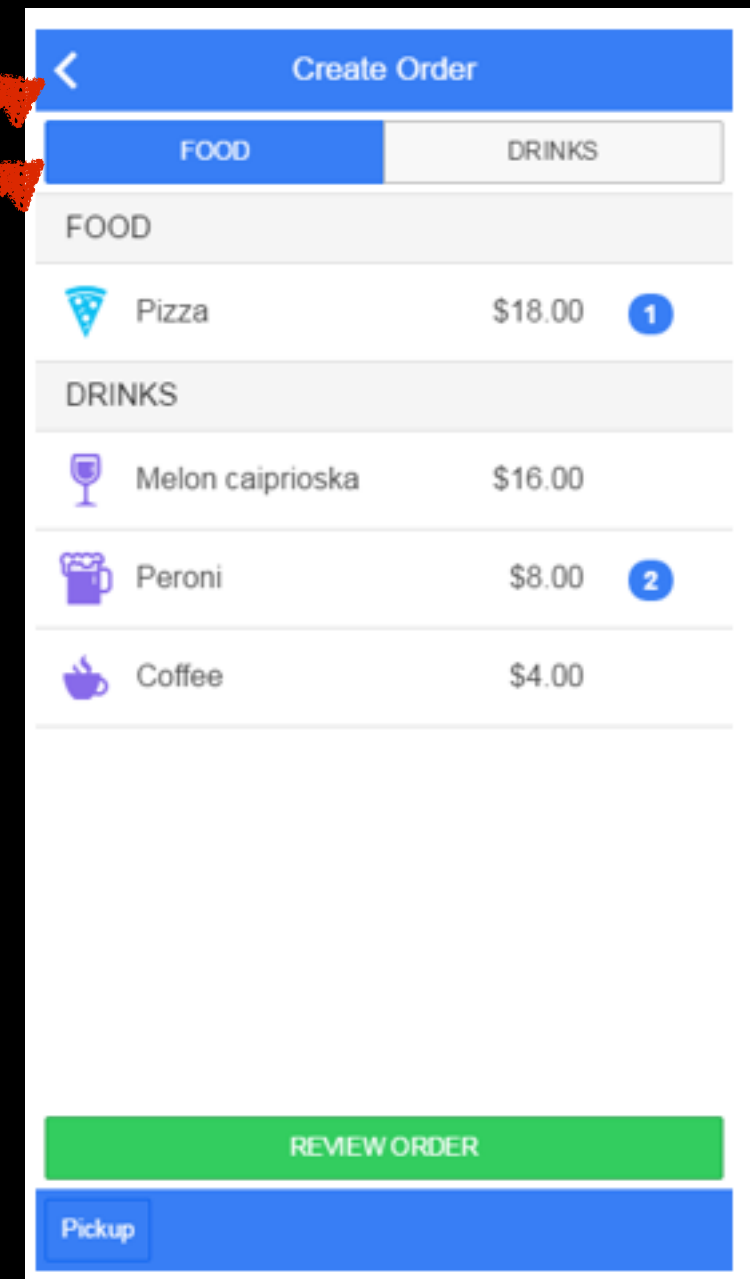 Create Order
FOOD DRINKS
FOOD
Pizza $18.00 1
DRINKS
Melon caiprioska $16.00
Peroni $8.00 2
Coffee $4.00
REVIEW ORDER
Pickup